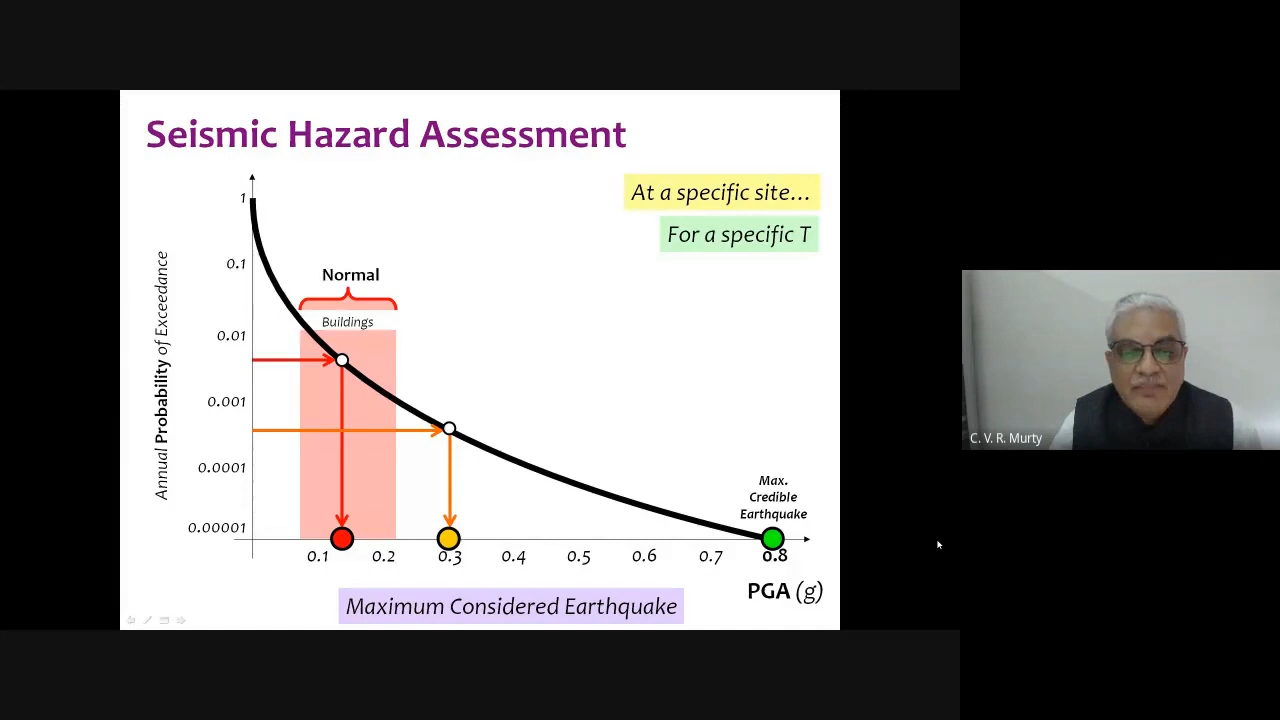 Seismic Hazard Assessment
At a specific site...
For a specific T
1
0.1
0.01
0.001
0.0001
0.00001
Annual Probability of Exceedance
Normal
Buildings
Max.
Credible
Earthquake
0.1 0.2 0.3 0.4 0.5 0.6 0.7 0.8
PGA (g)
Maximum Considered Earthquake
C. V. R. Murty